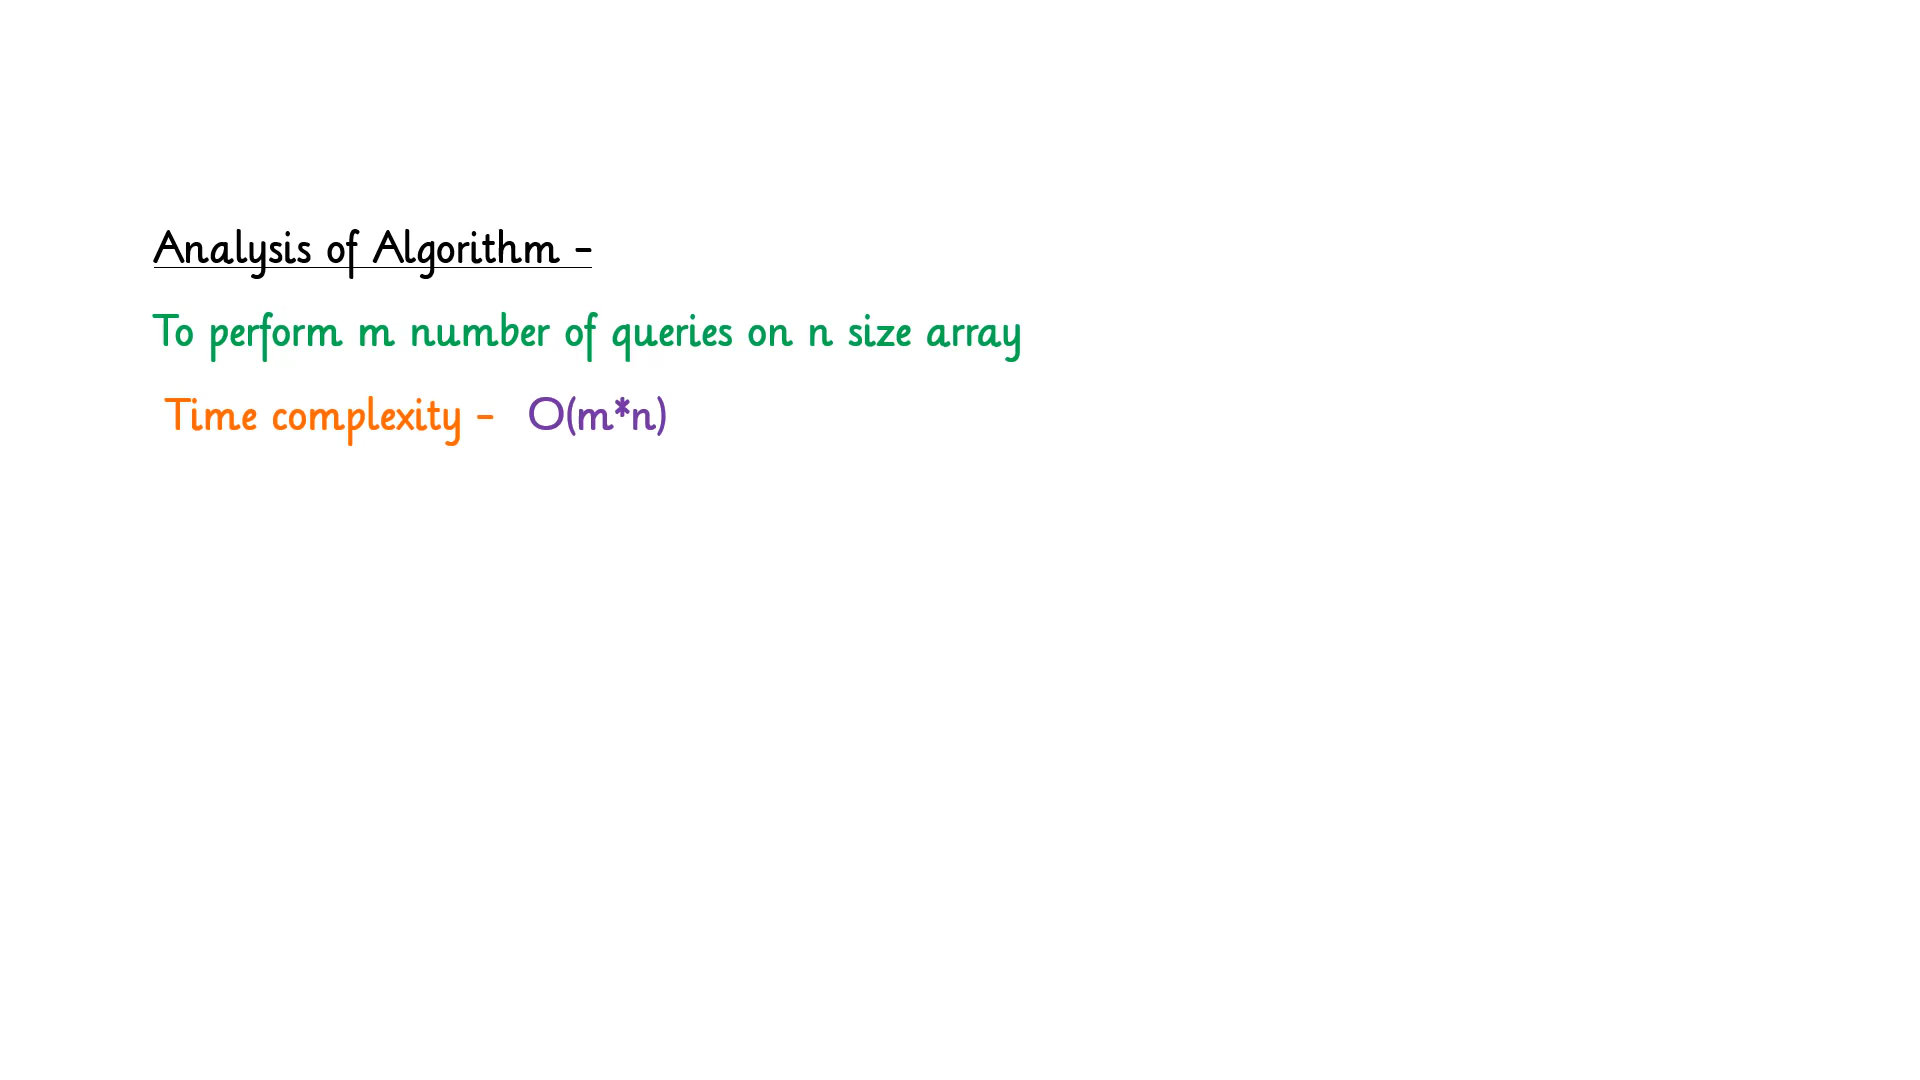 Analysis of Algorithm -
To perform m number of queries on n size array
Time complexity - O(m*n)